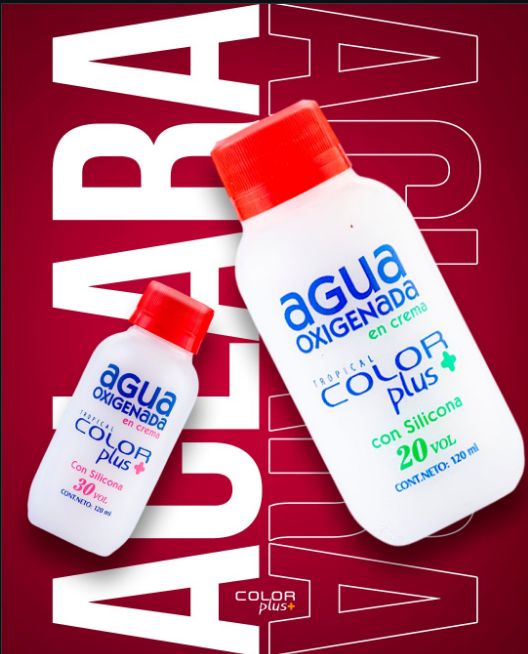 ACLARA
ACLARA
AGUA
OXIGENADA
en crema
TROPICAL
COLOR
plus+
con Silicona
20 VOL
CONT.NETO: 120 ml
AGUA
OXIGENADA
en crema
TROPICAL
COLOR
plus+
Con Silicona
30 VOL
CONT.NETO: 120 ml
COLOR
plus+